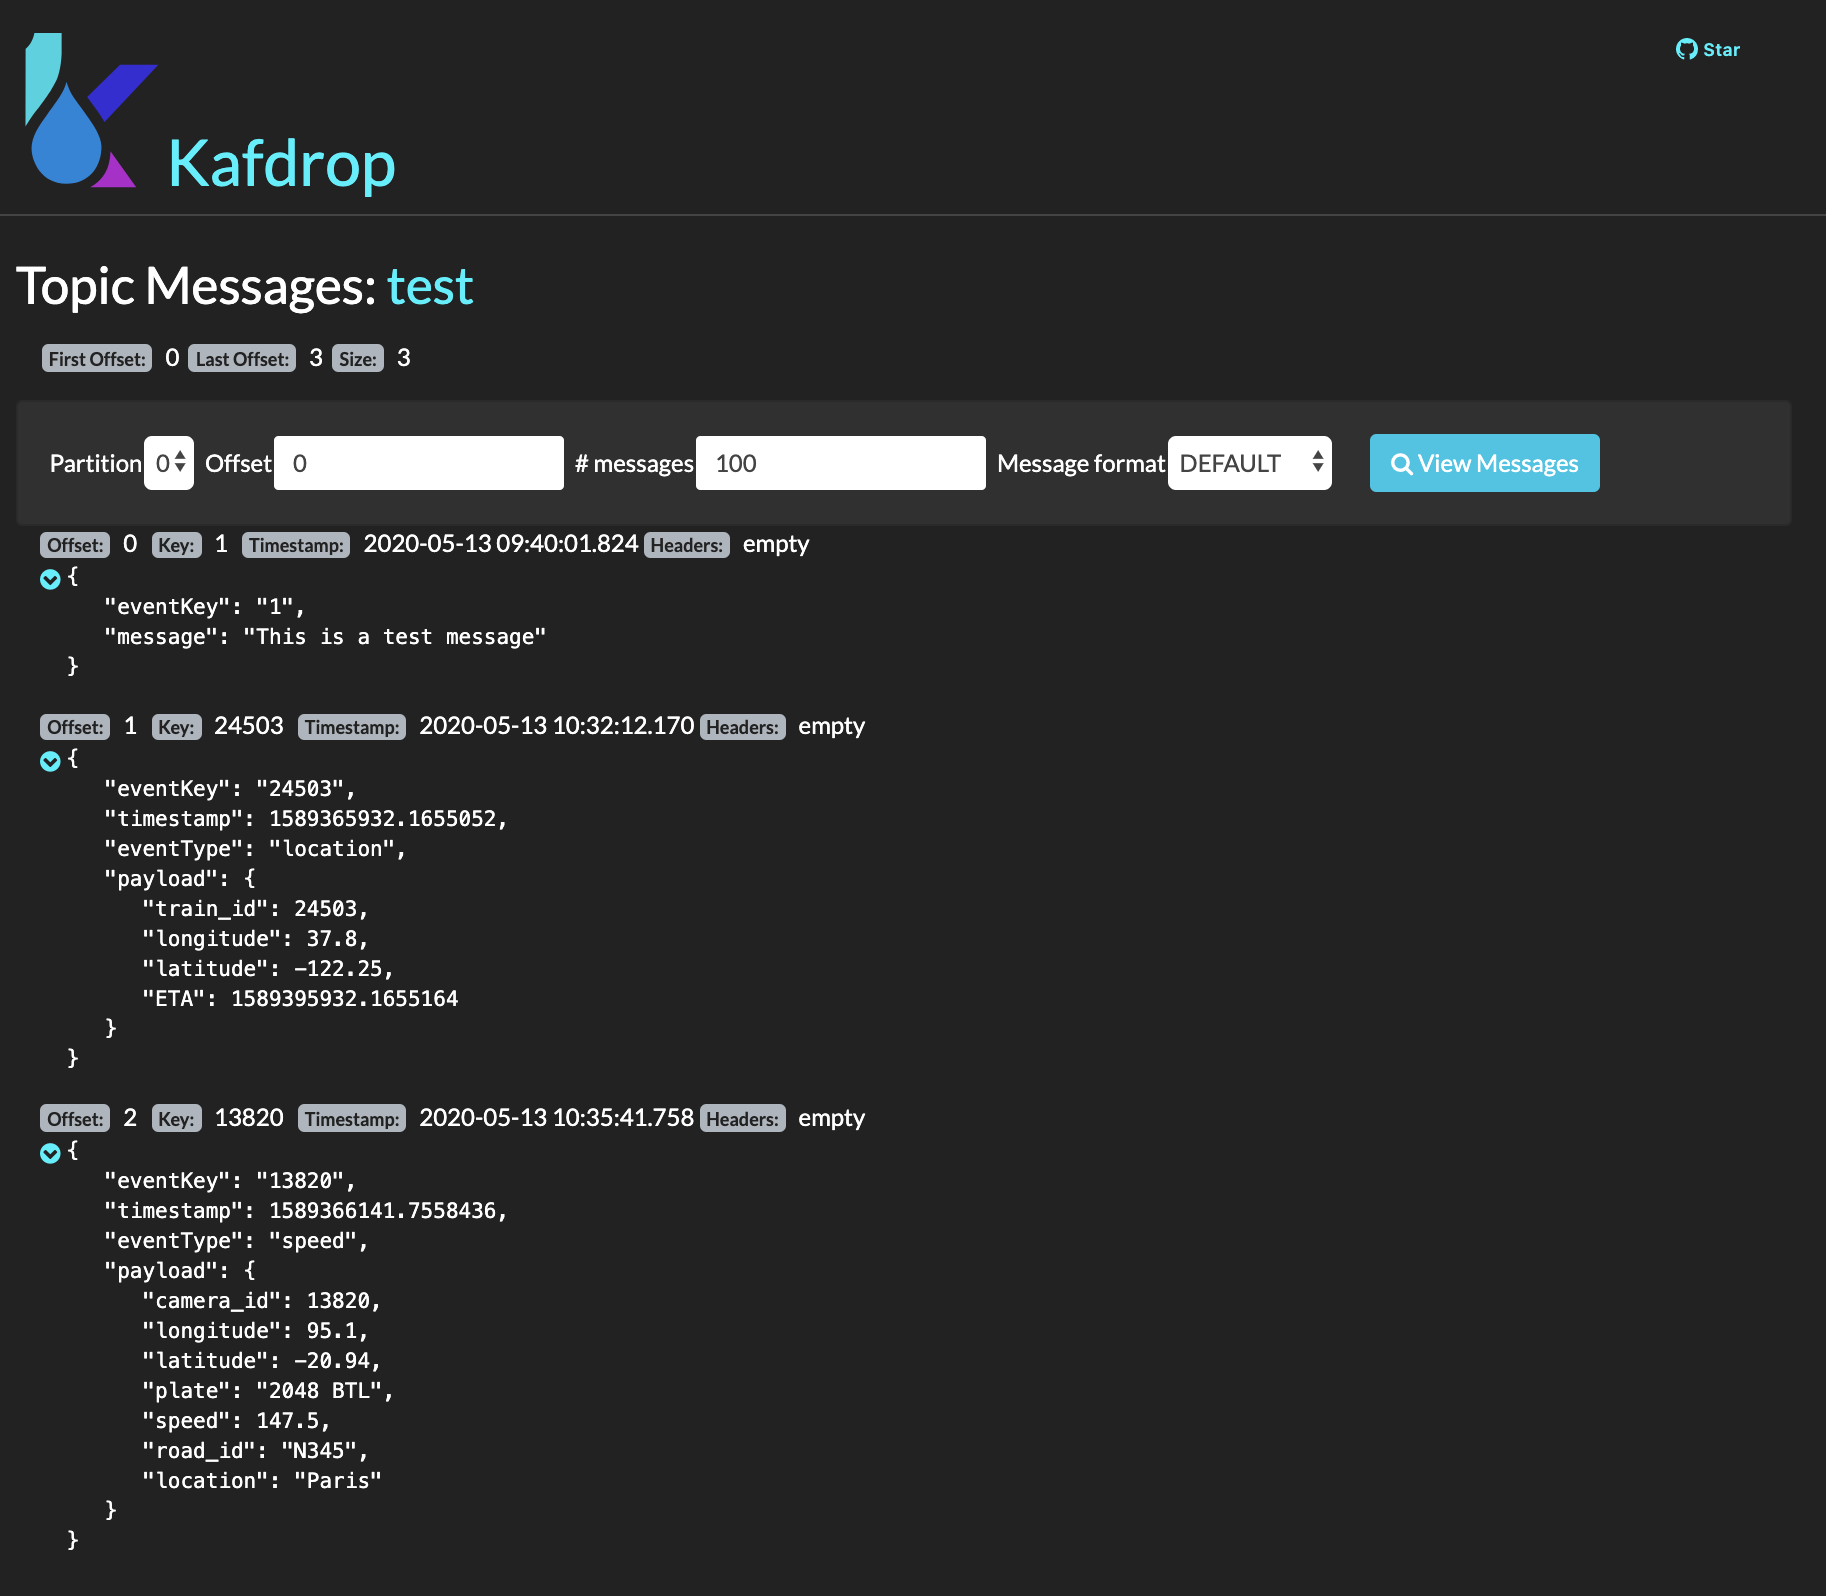 Star
Kafdrop
Topic Messages: test
First Offset: 0 Last Offset: 3 Size: 3
Partition 0 Offset 0 # messages 100 Message format DEFAULT View Messages
Offset: 0 Key: 1 Timestamp: 2020-05-13 09:40:01.824 Headers: empty
{
"eventKey": "1",
"message": "This is a test message"
}
Offset: 1 Key: 24503 Timestamp: 2020-05-13 10:32:12.170 Headers: empty
{
"eventKey": "24503",
"timestamp": 1589365932.1655052,
"eventType": "location",
"payload": {
"train_id": 24503,
"longitude": 37.8,
"latitude": -122.25,
"ETA": 1589395932.1655164
}
}
Offset: 2 Key: 13820 Timestamp: 2020-05-13 10:35:41.758 Headers: empty
{
"eventKey": "13820",
"timestamp": 1589366141.7558436,
"eventType": "speed",
"payload": {
"camera_id": 13820,
"longitude": 95.1,
"latitude": -20.94,
"plate": "2048 BTL",
"speed": 147.5,
"road_id": "N345",
"location": "Paris"
}
}